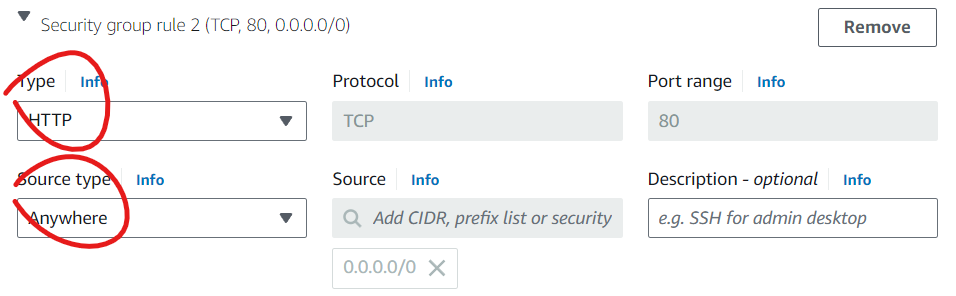 Security group rule 2 (TCP, 80, 0.0.0.0/0)
Remove
Type Info
Protocol Info
Port range Info
HTTP
TCP
80
Source type Info
Source Info
Description - optional Info
Anywhere
Add CIDR, prefix list or security
e.g. SSH for admin desktop
0.0.0.0/0